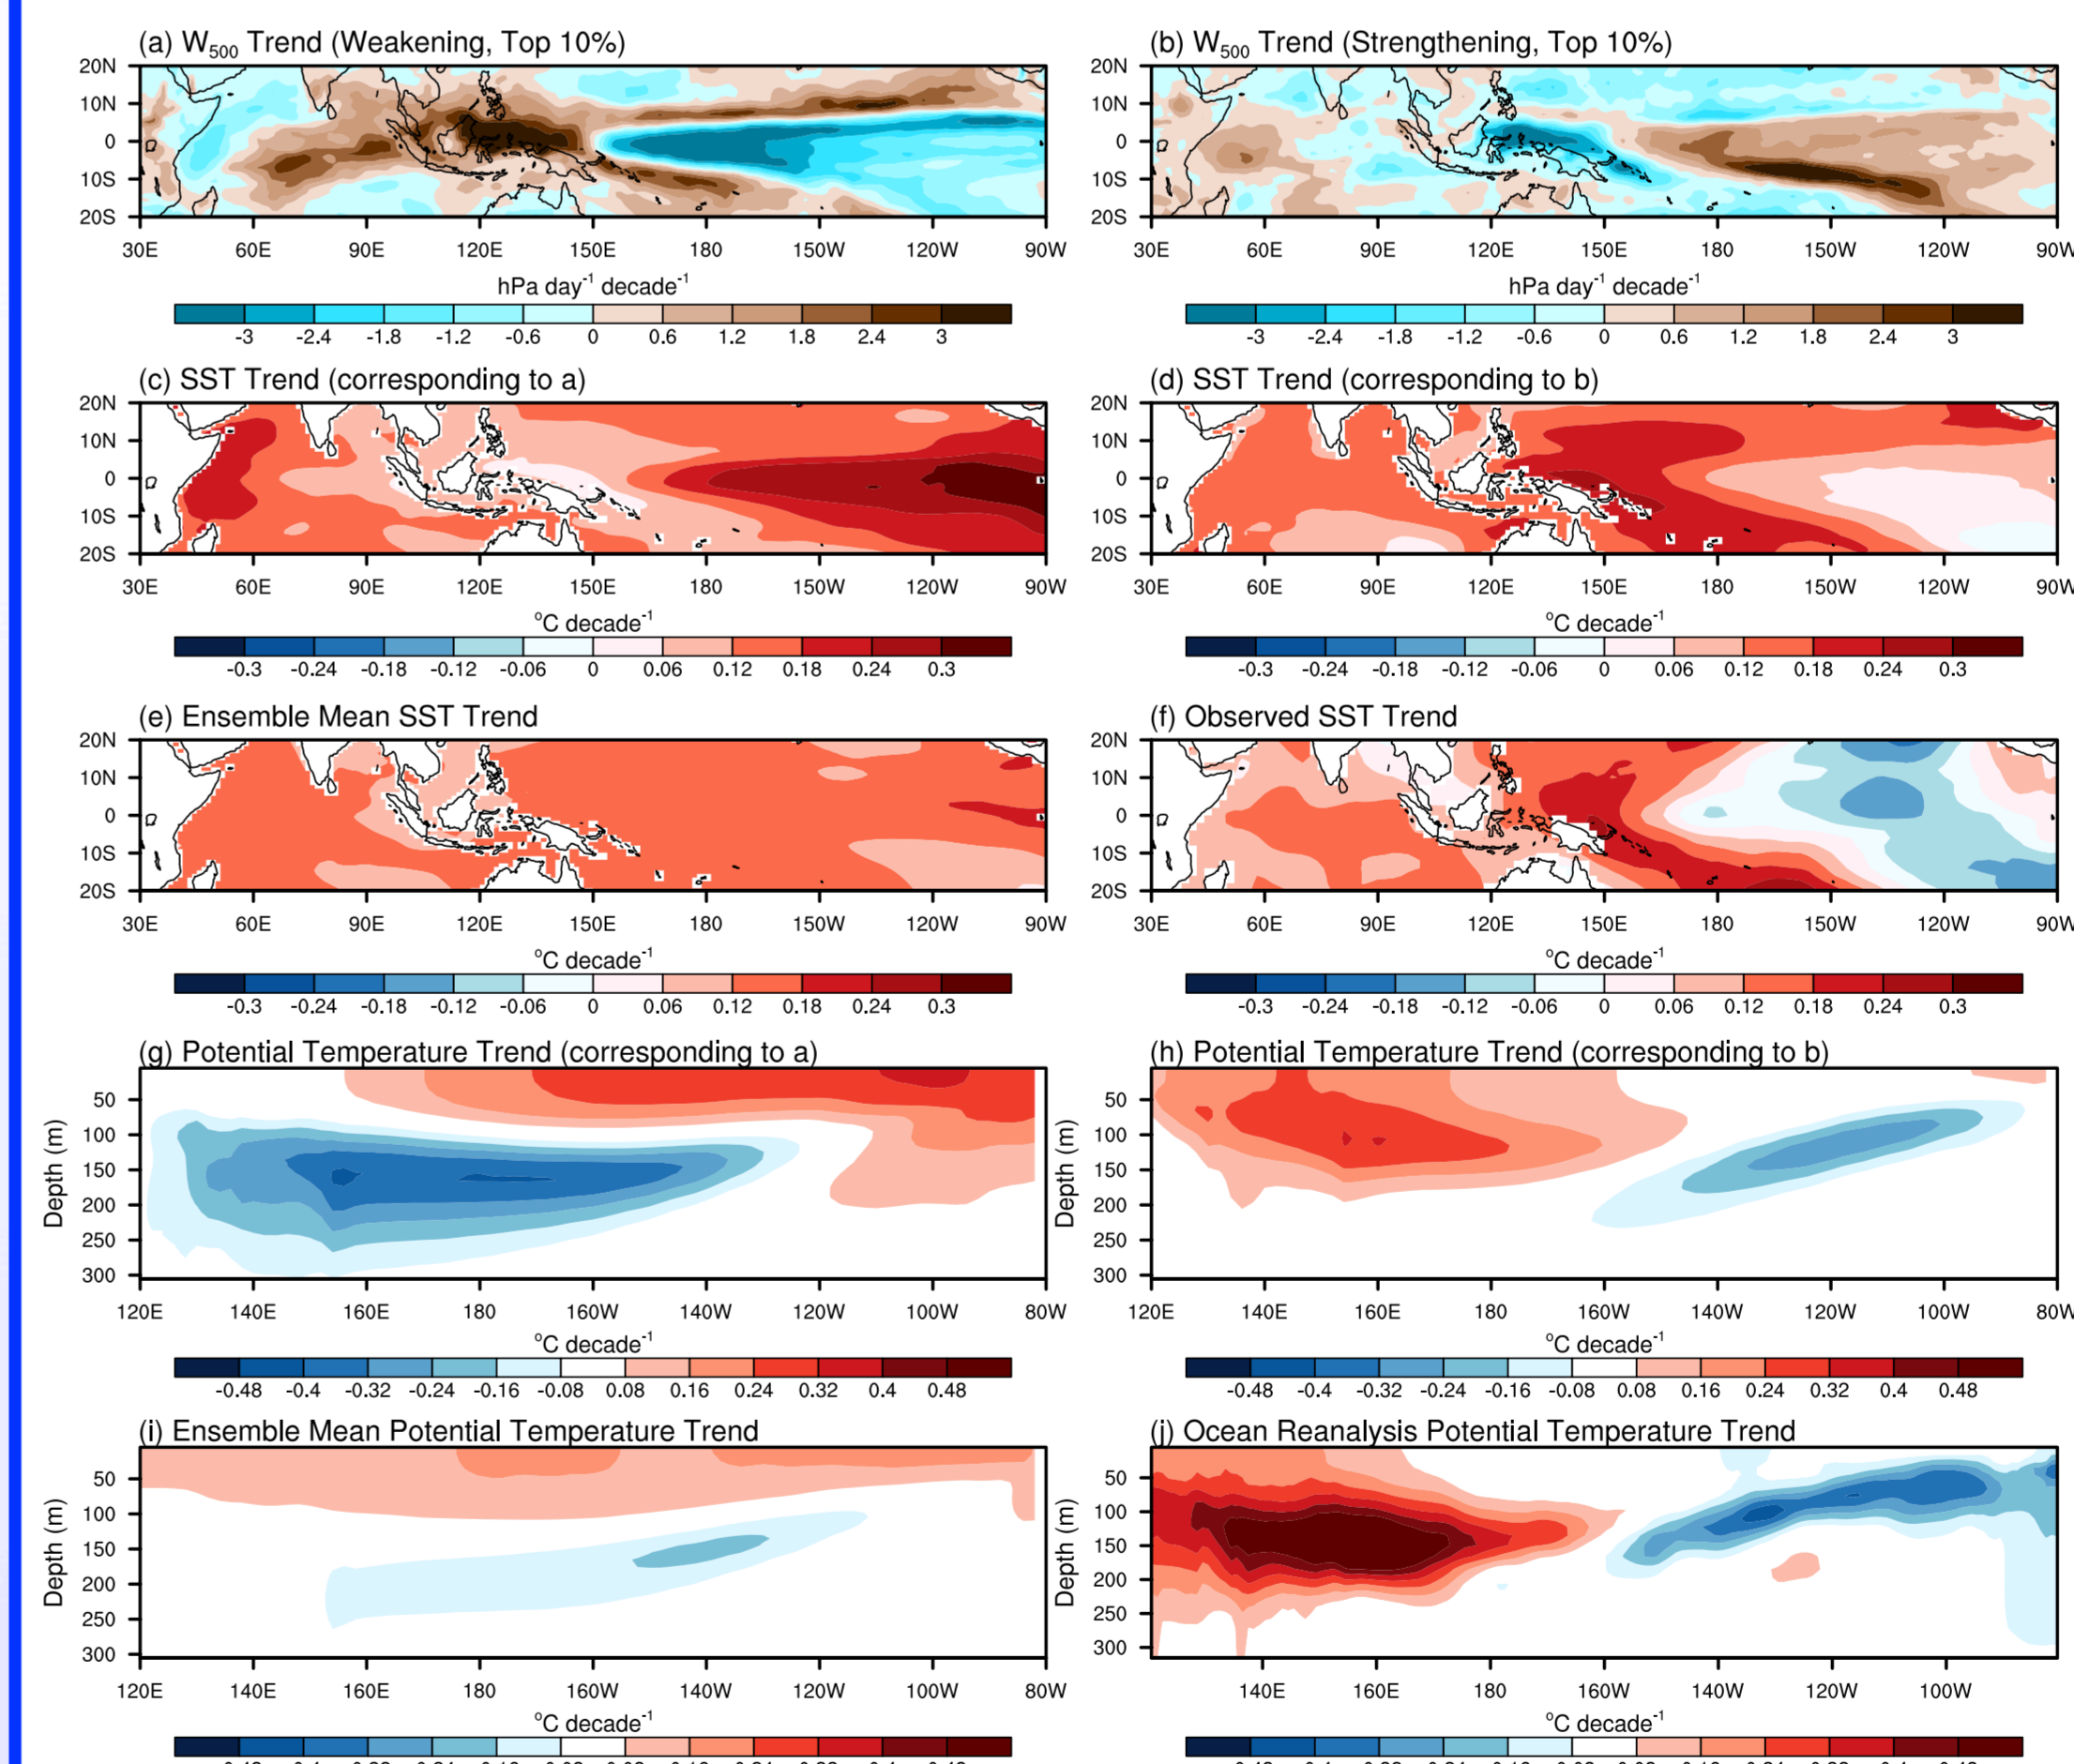 (a) W500 Trend (Weakening, Top 10%)
20N
10N
0
10S
20S
30E 60E 90E 120E 150E 180 150W 120W 90W
hPa day-1 decade-1
-3 -2.4 -1.8 -1.2 -0.6 0 0.6 1.2 1.8 2.4 3
(b) W500 Trend (Strengthening, Top 10%)
20N
10N
0
10S
20S
30E 60E 90E 120E 150E 180 150W 120W 90W
hPa day-1 decade-1
-3 -2.4 -1.8 -1.2 -0.6 0 0.6 1.2 1.8 2.4 3
(c) SST Trend (corresponding to a)
20N
10N
0
10S
20S
30E 60E 90E 120E 150E 180 150W 120W 90W
°C decade-1
-0.3 -0.24 -0.18 -0.12 -0.06 0 0.06 0.12 0.18 0.24 0.3
(d) SST Trend (corresponding to b)
20N
10N
0
10S
20S
30E 60E 90E 120E 150E 180 150W 120W 90W
°C decade-1
-0.3 -0.24 -0.18 -0.12 -0.06 0 0.06 0.12 0.18 0.24 0.3
(e) Ensemble Mean SST Trend
20N
10N
0
10S
20S
30E 60E 90E 120E 150E 180 150W 120W 90W
°C decade-1
-0.3 -0.24 -0.18 -0.12 -0.06 0 0.06 0.12 0.18 0.24 0.3
(f) Observed SST Trend
20N
10N
0
10S
20S
30E 60E 90E 120E 150E 180 150W 120W 90W
°C decade-1
-0.3 -0.24 -0.18 -0.12 -0.06 0 0.06 0.12 0.18 0.24 0.3
(g) Potential Temperature Trend (corresponding to a)
Depth (m)
50
100
150
200
250
300
120E 140E 160E 180 160W 140W 120W 100W 80W
°C decade-1
-0.48 -0.4 -0.32 -0.24 -0.16 -0.08 0.08 0.16 0.24 0.32 0.4 0.48
(h) Potential Temperature Trend (corresponding to b)
Depth (m)
50
100
150
200
250
300
120E 140E 160E 180 160W 140W 120W 100W 80W
°C decade-1
-0.48 -0.4 -0.32 -0.24 -0.16 -0.08 0.08 0.16 0.24 0.32 0.4 0.48
(i) Ensemble Mean Potential Temperature Trend
Depth (m)
50
100
150
200
250
300
120E 140E 160E 180 160W 140W 120W 100W 80W
°C decade-1
(j) Ocean Reanalysis Potential Temperature Trend
Depth (m)
50
100
150
200
250
300
140E 160E 180 160W 140W 120W 100W
°C decade-1